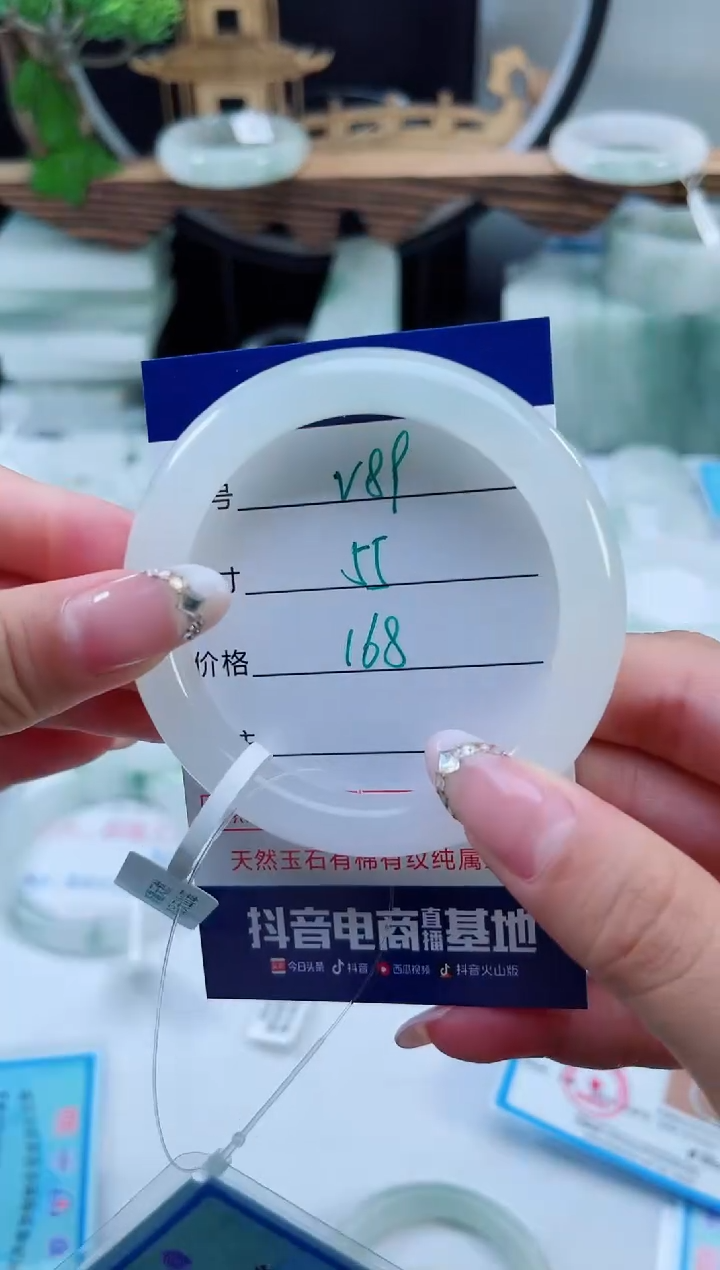 号 V89
寸 55
价格 168
天然玉石有棉有纹纯属
抖音电商直播基地
今日头条 抖音 西瓜视频 抖音火山版